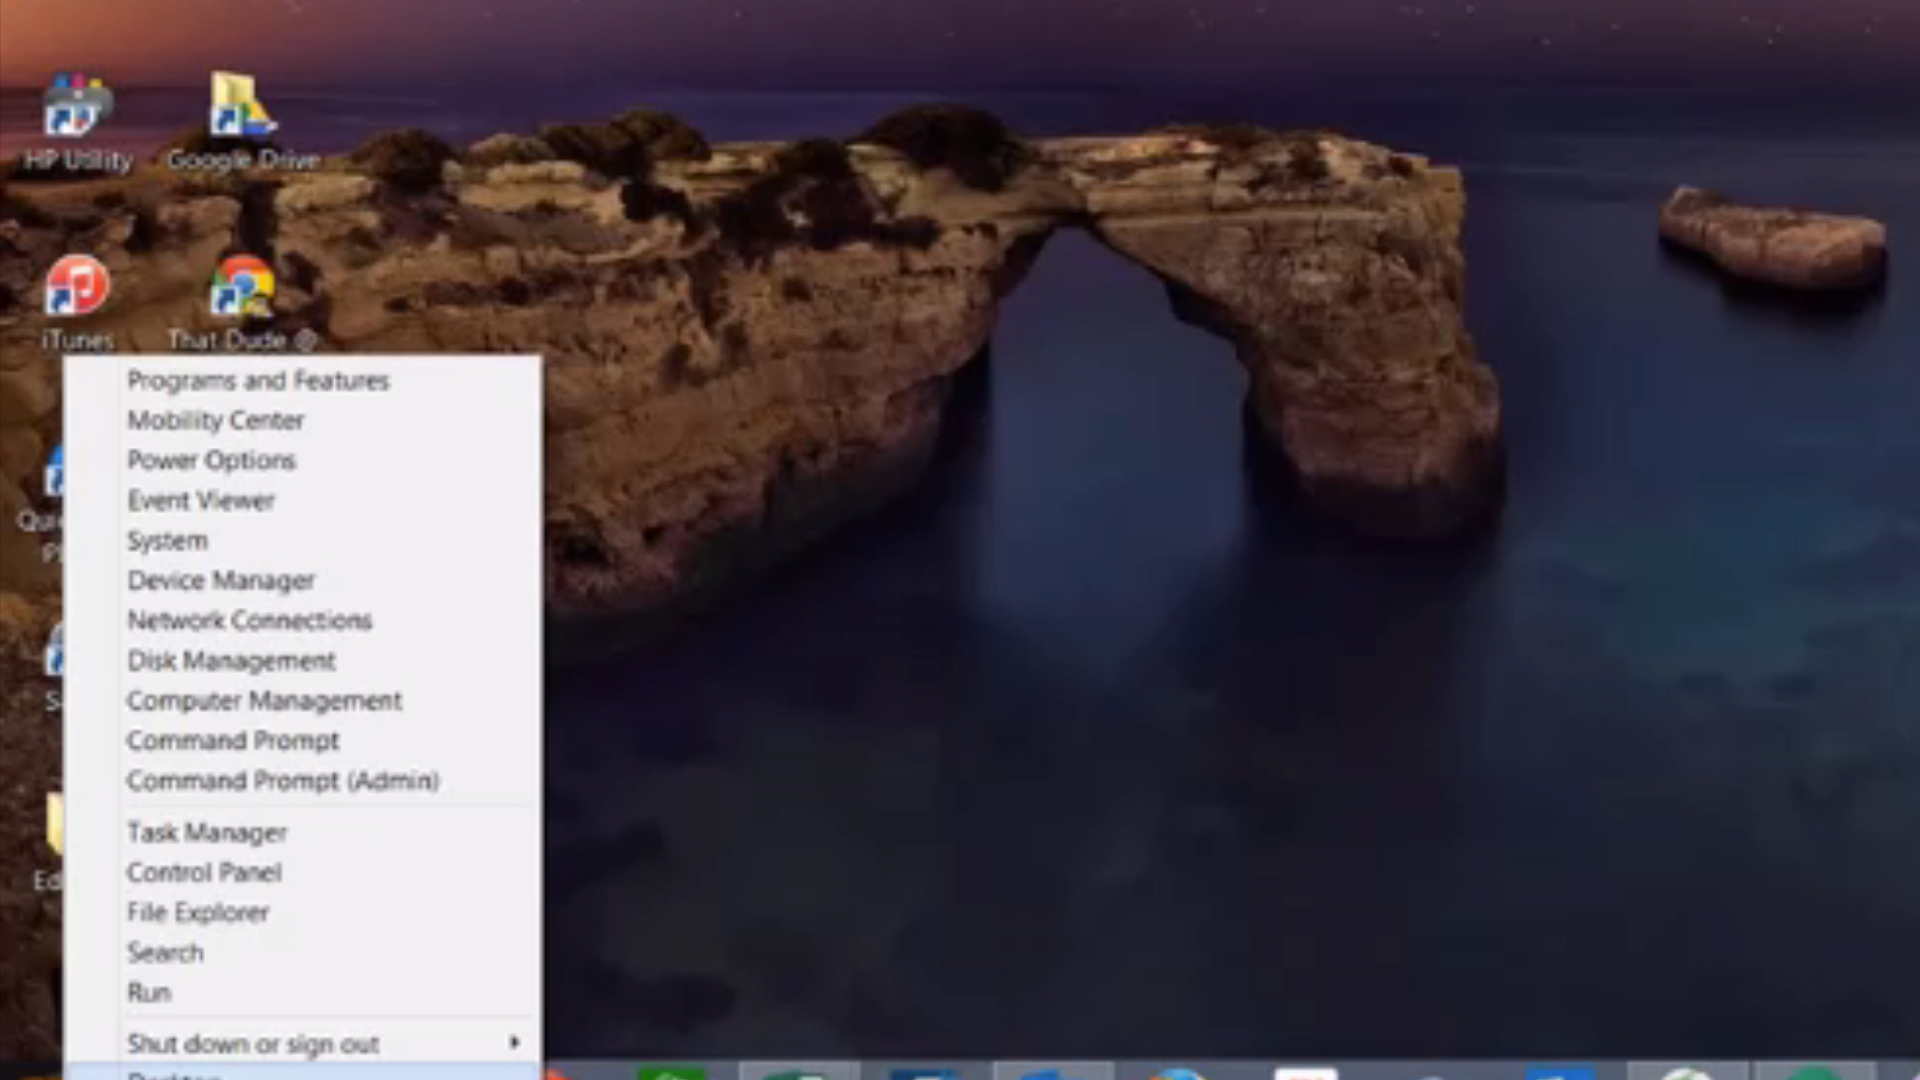 HP Utility
Google Drive
iTunes
That Dude @
Programs and Features
Mobility Center
Power Options
Event Viewer
System
Device Manager
Network Connections
Disk Management
Computer Management
Command Prompt
Command Prompt (Admin)
Task Manager
Control Panel
File Explorer
Search
Run
Shut down or sign out
Desktop